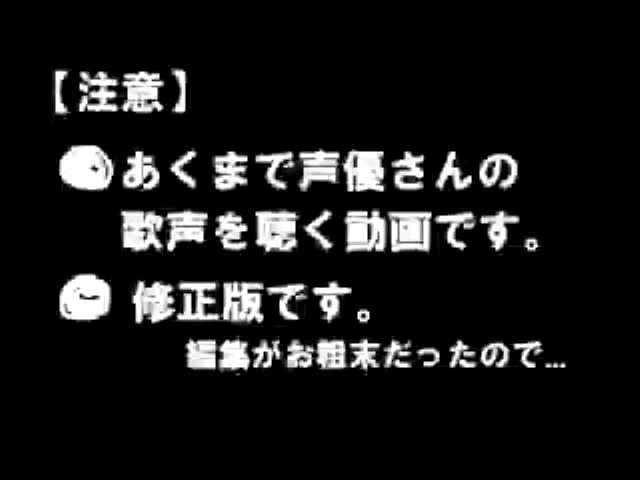 【注意】
あくまで声優さんの
歌声を聴く動画です。
修正版です。
編集がお粗末だったので…